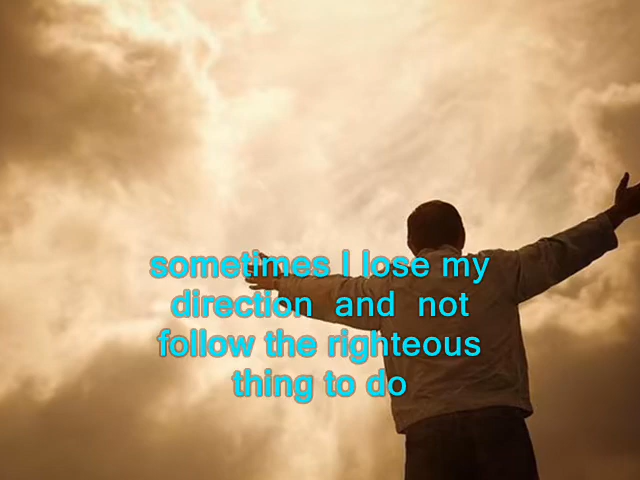 sometimes I lose my
direction  and  not
follow the righteous
thing to do